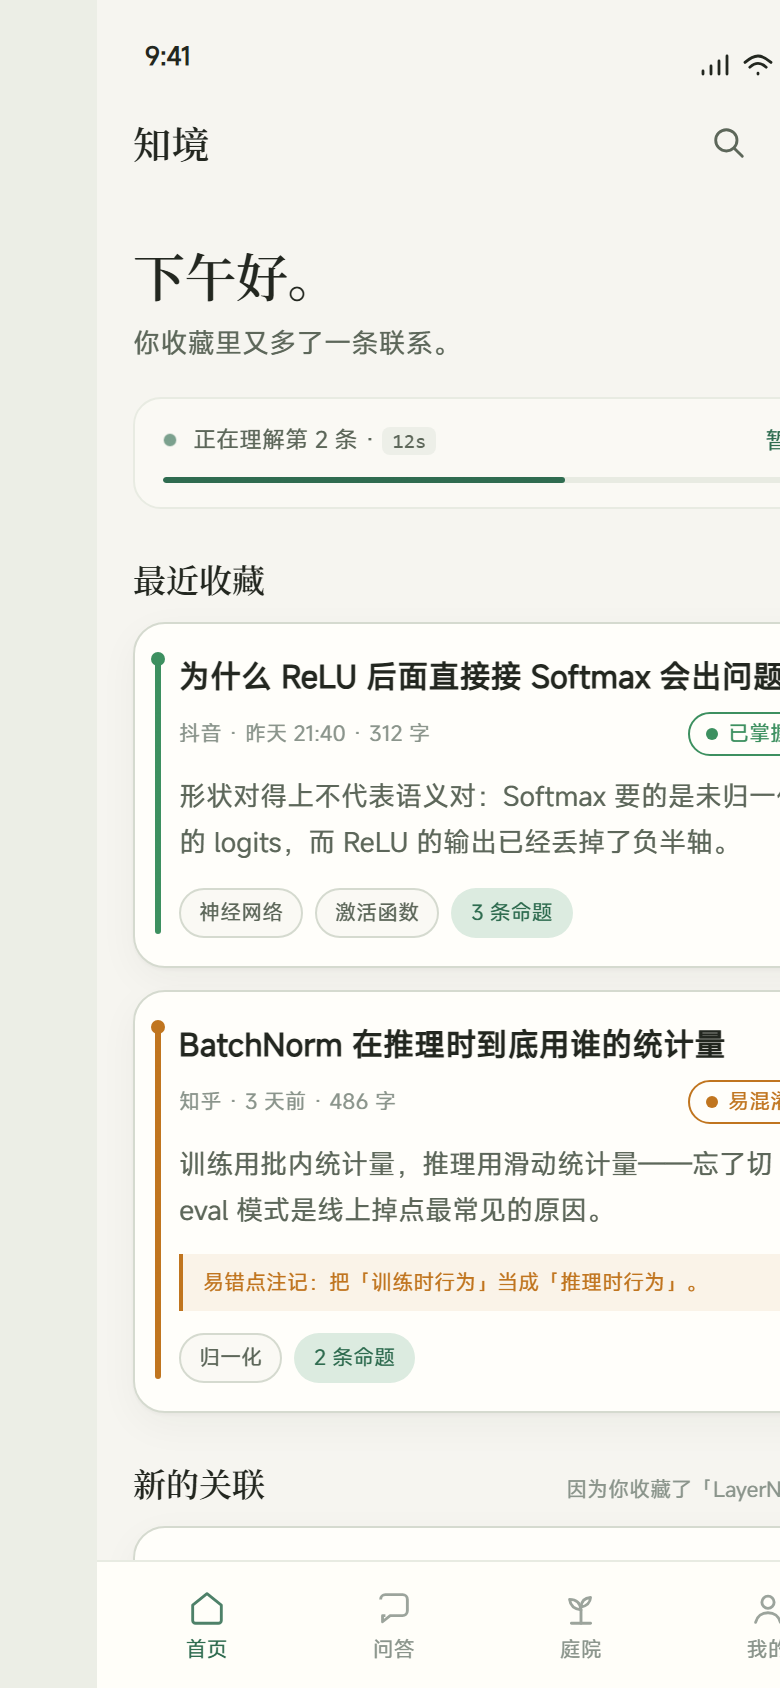 9:41
知境
下午好。
你收藏里又多了一条联系。
正在理解第 2 条 · 12s
暂
最近收藏
为什么 ReLU 后面直接接 Softmax 会出问题
抖音 · 昨天 21:40 · 312 字
已掌握
形状对得上不代表语义对：Softmax 要的是未归一化
的 logits，而 ReLU 的输出已经丢掉了负半轴。
神经网络 激活函数 3 条命题
BatchNorm 在推理时到底用谁的统计量
知乎 · 3 天前 · 486 字
易混淆
训练用批内统计量，推理用滑动统计量——忘了切
eval 模式是线上掉点最常见的原因。
易错点注记：把「训练时行为」当成「推理时行为」。
归一化 2 条命题
新的关联
因为你收藏了「LayerN
首页 问答 庭院 我的